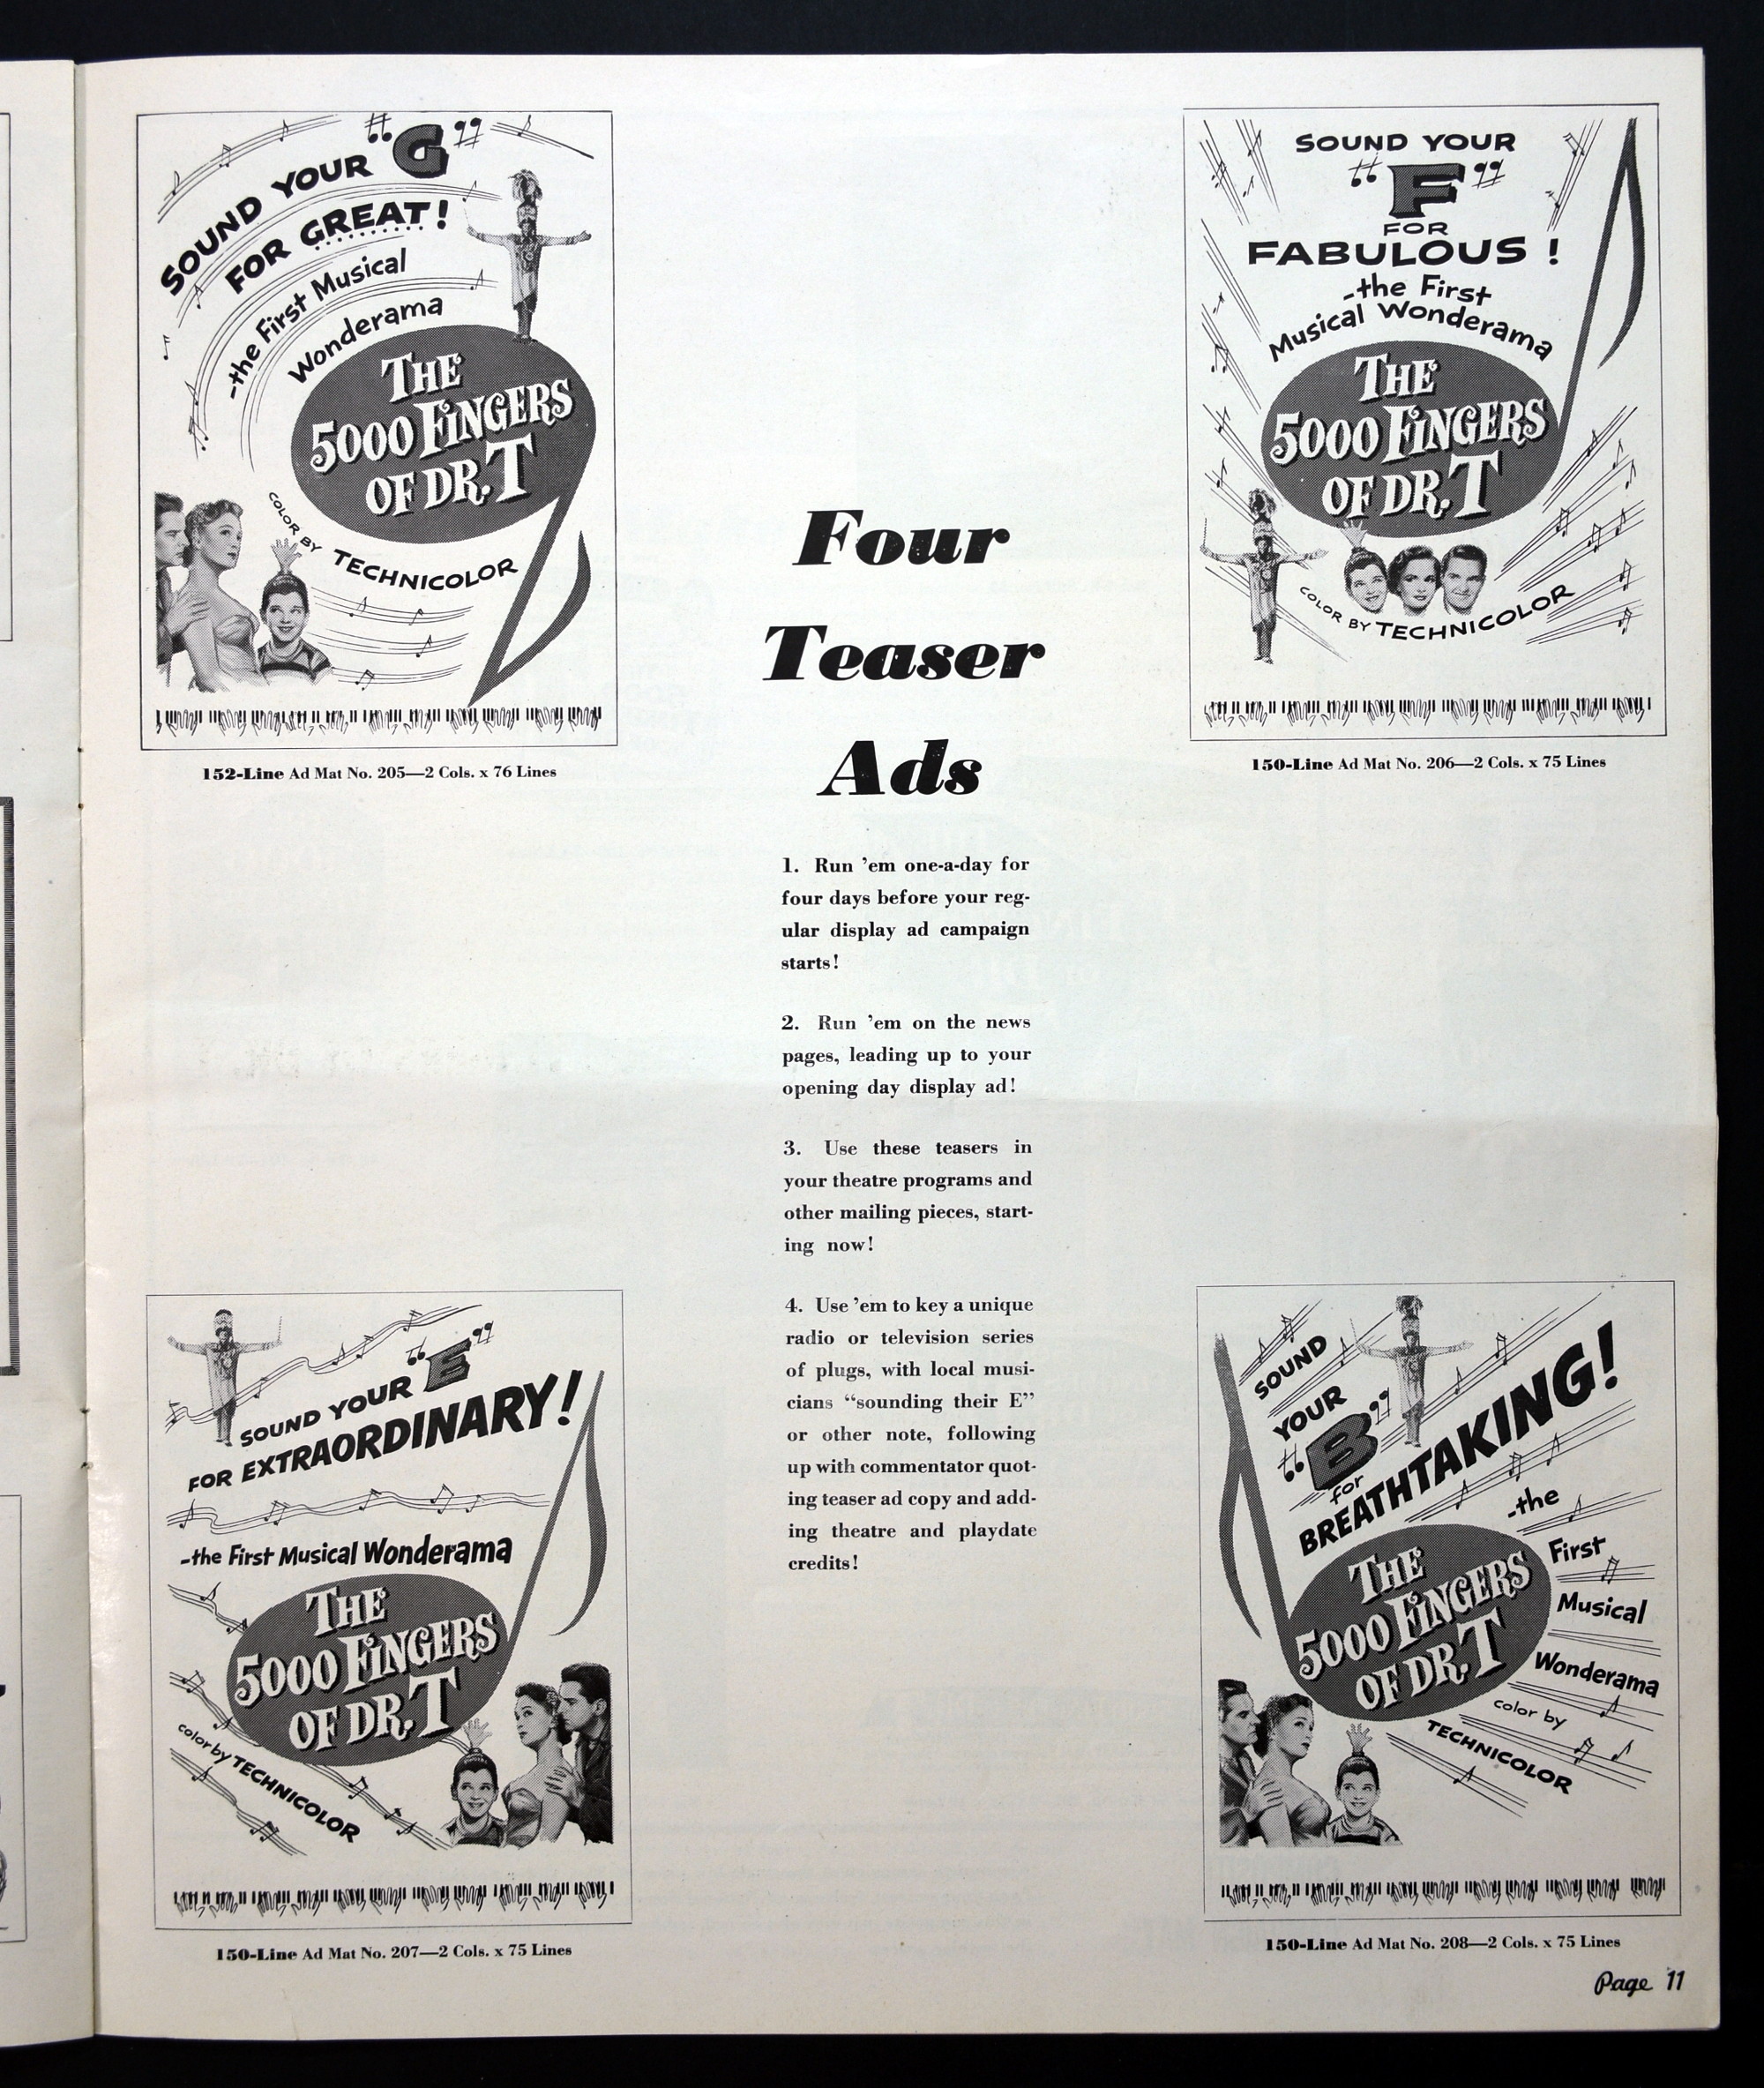 SOUND YOUR "G"
FOR GREAT!
-the First Musical
Wonderama
THE
5000 FINGERS
OF DR. T
COLOR BY TECHNICOLOR
152-Line Ad Mat No. 205—2 Cols. x 76 Lines
SOUND YOUR
"F"
FOR
FABULOUS!
-the First
Musical Wonderama
THE
5000 FINGERS
OF DR. T
COLOR BY TECHNICOLOR
150-Line Ad Mat No. 206—2 Cols. x 75 Lines
Four
Teaser
Ads
1. Run 'em one-a-day for
four days before your reg-
ular display ad campaign
starts!
2. Run 'em on the news
pages, leading up to your
opening day display ad!
3. Use these teasers in
your theatre programs and
other mailing pieces, start-
ing now!
4. Use 'em to key a unique
radio or television series
of plugs, with local musi-
cians "sounding their E"
or other note, following
up with commentator quot-
ing teaser ad copy and add-
ing theatre and playdate
credits!
SOUND YOUR "E"
FOR EXTRAORDINARY!
-the First Musical Wonderama
THE
5000 FINGERS
OF DR. T
color by TECHNICOLOR
150-Line Ad Mat No. 207—2 Cols. x 75 Lines
SOUND
YOUR
"B"
for
BREATHTAKING!
-the
First
Musical
Wonderama
THE
5000 FINGERS
OF DR. T
color by
TECHNICOLOR
150-Line Ad Mat No. 208—2 Cols. x 75 Lines
Page 11